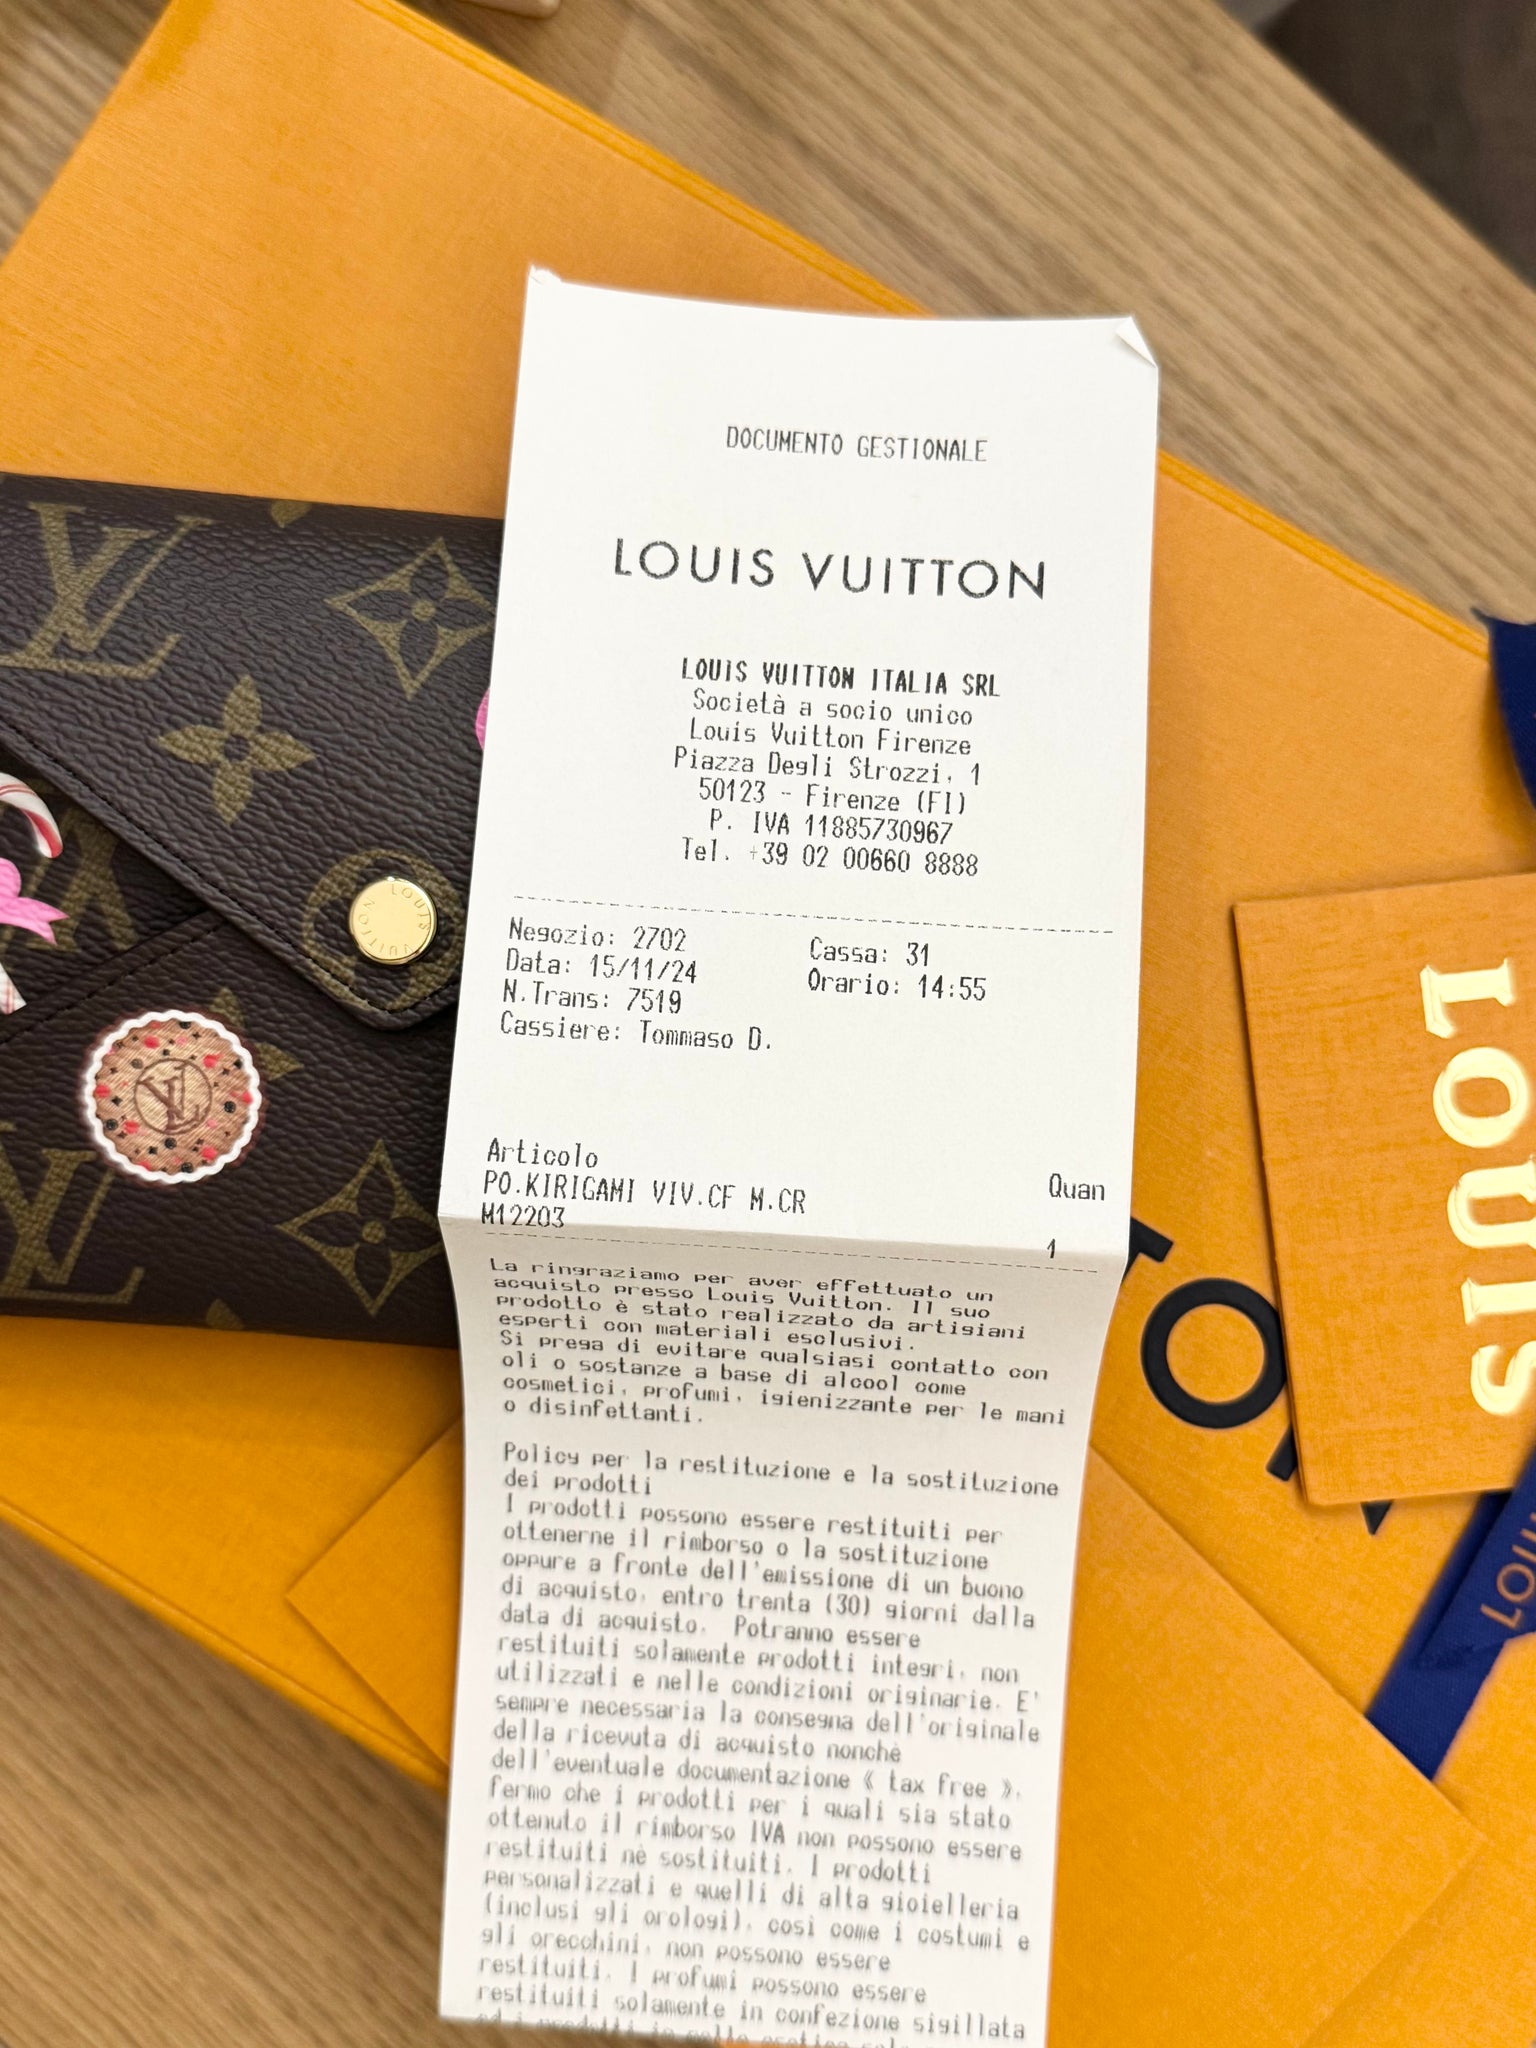 DOCUMENTO GESTIONALE
LOUIS VUITTON
LOUIS VUITTON ITALIA SRL
Società a socio unico
Louis Vuitton Firenze
Piazza Degli Strozzi, 1
50123 - Firenze (FI)
P. IVA 11885730967
Tel. +39 02 00660 8888
Negozio: 2702 Cassa: 31
Data: 15/11/24 Orario: 14:55
N.Trans: 7519
Cassiere: Tommaso D.
Articolo Quan
PO.KIRIGAMI VIV.CF M.CR
M12203 1
La ringraziamo per aver effettuato un
acquisto presso Louis Vuitton. Il suo
prodotto è stato realizzato da artigiani
esperti con materiali esclusivi.
Si prega di evitare qualsiasi contatto con
oli o sostanze a base di alcool come
cosmetici, profumi, igienizzante per le mani
o disinfettanti.
Policy per la restituzione e la sostituzione
dei prodotti
I prodotti possono essere restituiti per
ottenerne il rimborso o la sostituzione
oppure a fronte dell'emissione di un buono
di acquisto, entro trenta (30) giorni dalla
data di acquisto. Potranno essere
restituiti solamente prodotti integri, non
utilizzati e nelle condizioni originarie. E'
sempre necessaria la consegna dell'originale
della ricevuta di acquisto nonchè
dell'eventuale documentazione « tax free »,
fermo che i prodotti per i quali sia stato
ottenuto il rimborso IVA non possono essere
restituiti nè sostituiti. I prodotti
personalizzati e quelli di alta gioielleria
(inclusi gli orologi), così come i costumi e
gli orecchini, non possono essere
restituiti. I profumi possono essere
restituiti solamente in confezione sigillata
LOUIS VUITTON
LV
LV
LV
LOUIS
TO
LOUI